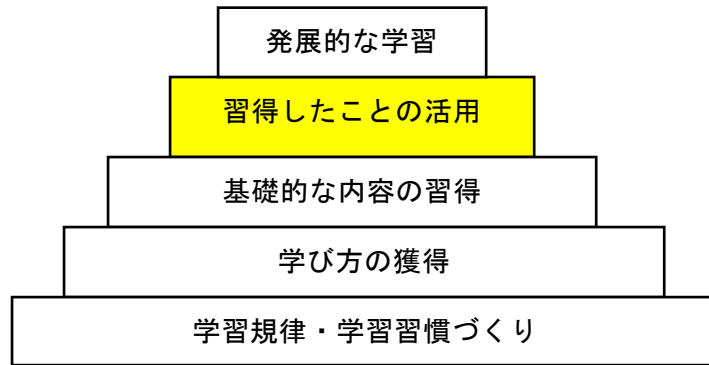 発展的な学習
習得したことの活用
基礎的な内容の習得
学び方の獲得
学習規律・学習習慣づくり